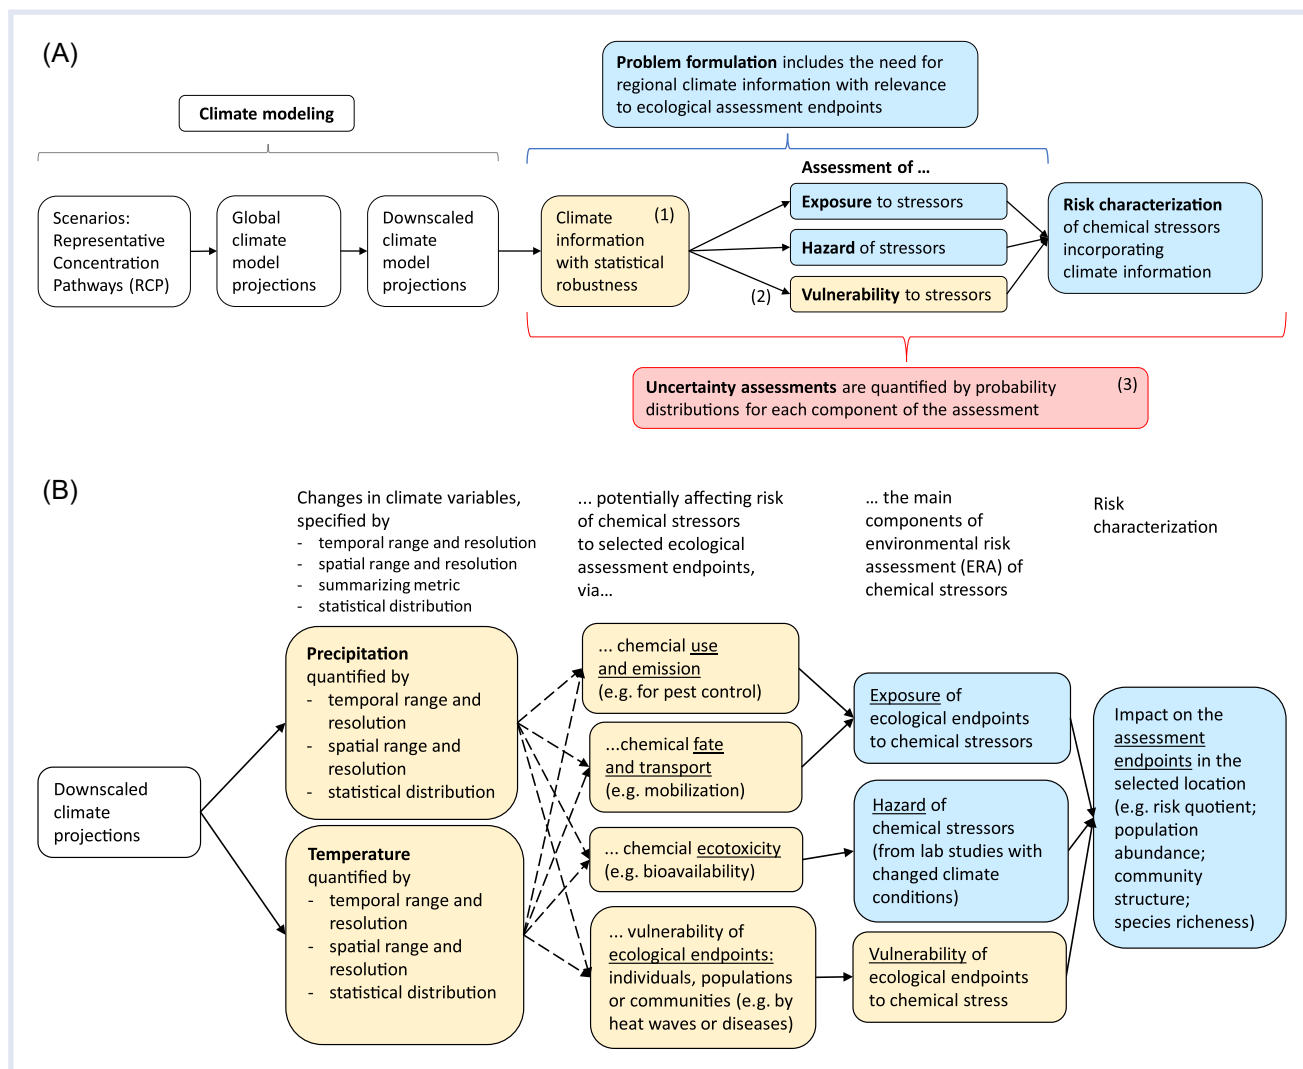 (A)
Climate modeling
Problem formulation includes the need for
regional climate information with relevance
to ecological assessment endpoints
Scenarios:
Representative
Concentration
Pathways (RCP)
Global
climate
model
projections
Downscaled
climate
model
projections
Climate (1)
information
with statistical
robustness
Assessment of ...
Exposure to stressors
Hazard of stressors
(2)
Vulnerability to stressors
Risk characterization
of chemical stressors
incorporating
climate information
Uncertainty assessments are quantified by probability (3)
distributions for each component of the assessment
(B)
Changes in climate variables,
specified by
- temporal range and resolution
- spatial range and resolution
- summarizing metric
- statistical distribution
... potentially affecting risk
of chemical stressors
to selected ecological
assessment endpoints,
via...
... the main
components of
environmental risk
assessment (ERA) of
chemical stressors
Risk
characterization
Downscaled
climate
projections
Precipitation
quantified by
- temporal range and
resolution
- spatial range and
resolution
- statistical distribution
Temperature
quantified by
- temporal range and
resolution
- spatial range and
resolution
- statistical distribution
... chemcial use
and emission
(e.g. for pest control)
...chemical fate
and transport
(e.g. mobilization)
... chemcial ecotoxicity
(e.g. bioavailability)
... vulnerability of
ecological endpoints:
individuals, populations
or communities (e.g. by
heat waves or diseases)
Exposure of
ecological endpoints
to chemical stressors
Hazard of
chemical stressors
(from lab studies with
changed climate
conditions)
Vulnerability of
ecological endpoints
to chemical stress
Impact on the
assessment
endpoints in the
selected location
(e.g. risk quotient;
population
abundance;
community
structure;
species richeness)